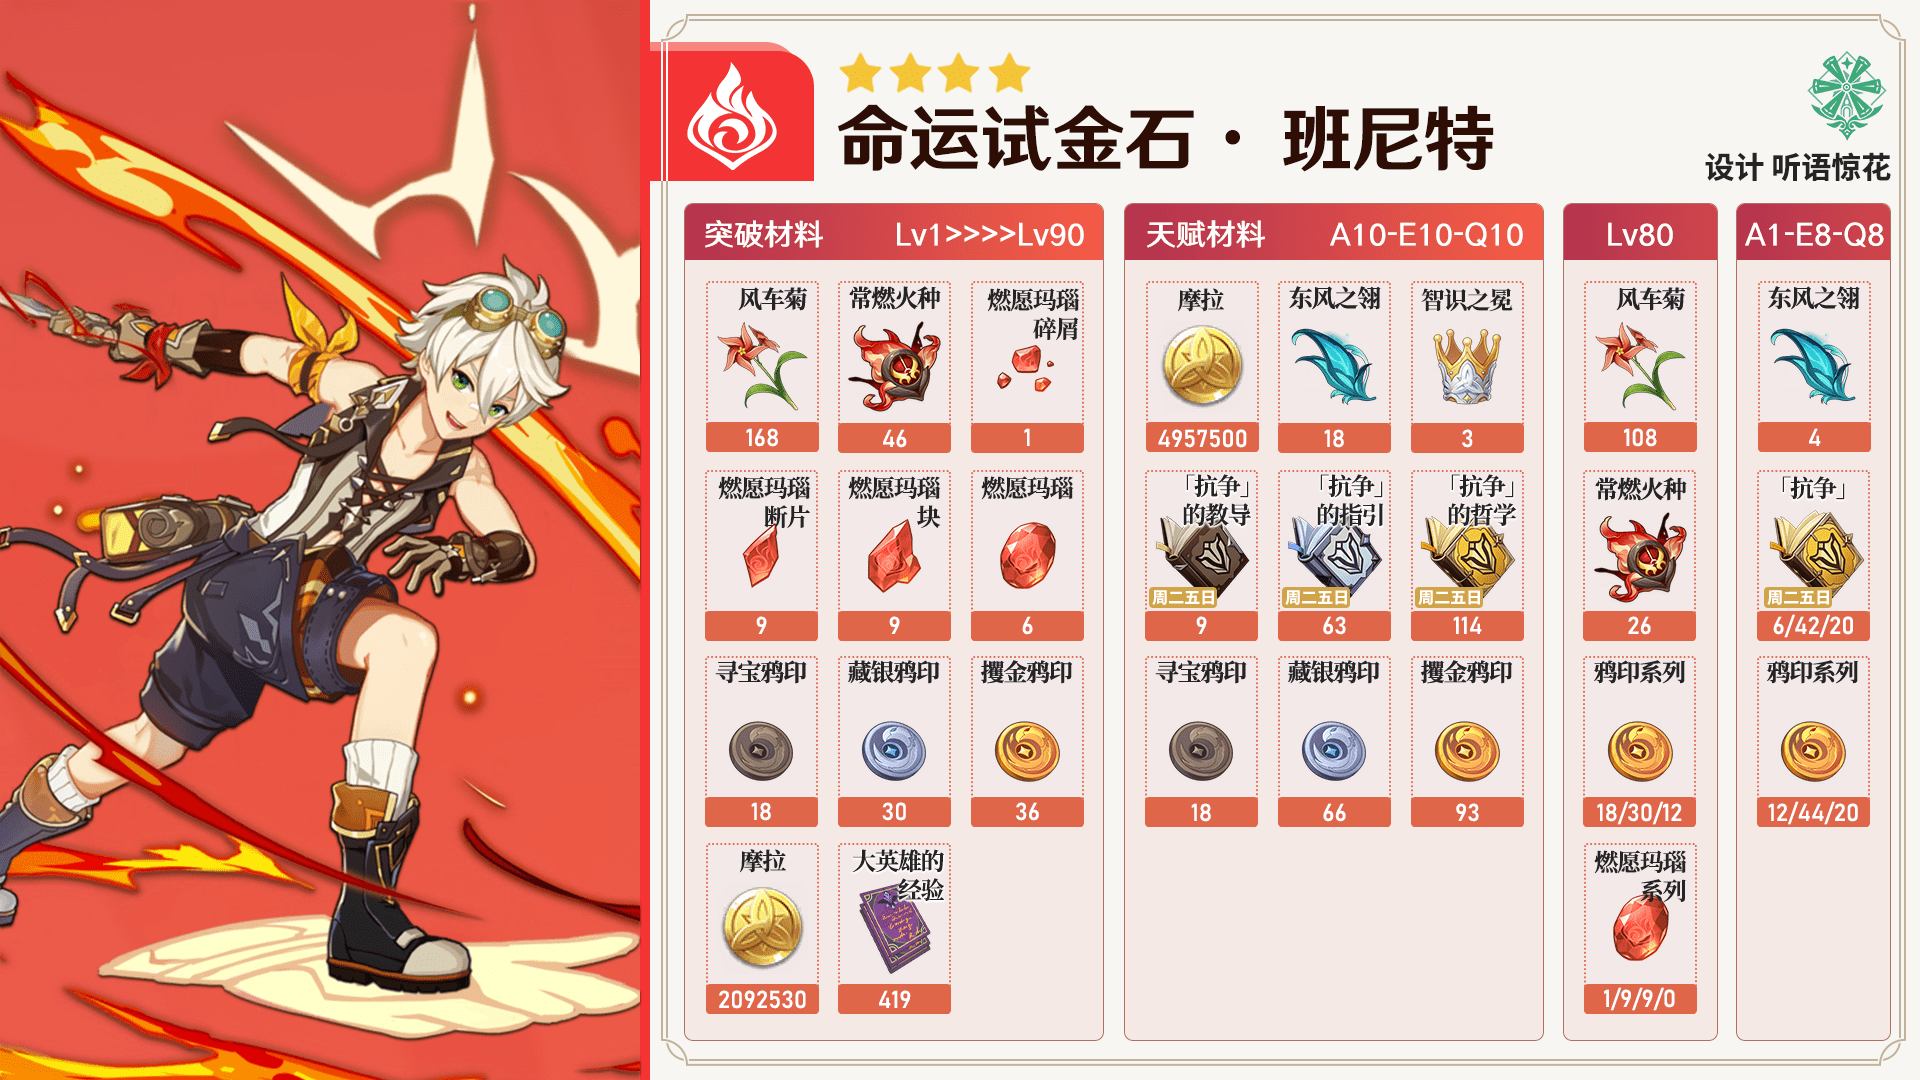 命运试金石· 班尼特
设计 听语惊花
突破材料 Lv1>>>>Lv90
风车菊
168
常燃火种
46
燃愿玛瑙
碎屑
1
燃愿玛瑙
断片
9
燃愿玛瑙
块
9
燃愿玛瑙
6
寻宝鸦印
18
藏银鸦印
30
攫金鸦印
36
摩拉
2092530
大英雄的
经验
419
天赋材料 A10-E10-Q10
摩拉
4957500
东风之翎
18
智识之冕
3
「抗争」
的教导
周二五日
9
「抗争」
的指引
周二五日
63
「抗争」
的哲学
周二五日
114
寻宝鸦印
18
藏银鸦印
66
攫金鸦印
93
Lv80
风车菊
108
常燃火种
26
鸦印系列
18/30/12
燃愿玛瑙
系列
1/9/9/0
A1-E8-Q8
东风之翎
4
「抗争」
周二五日
6/42/20
鸦印系列
12/44/20